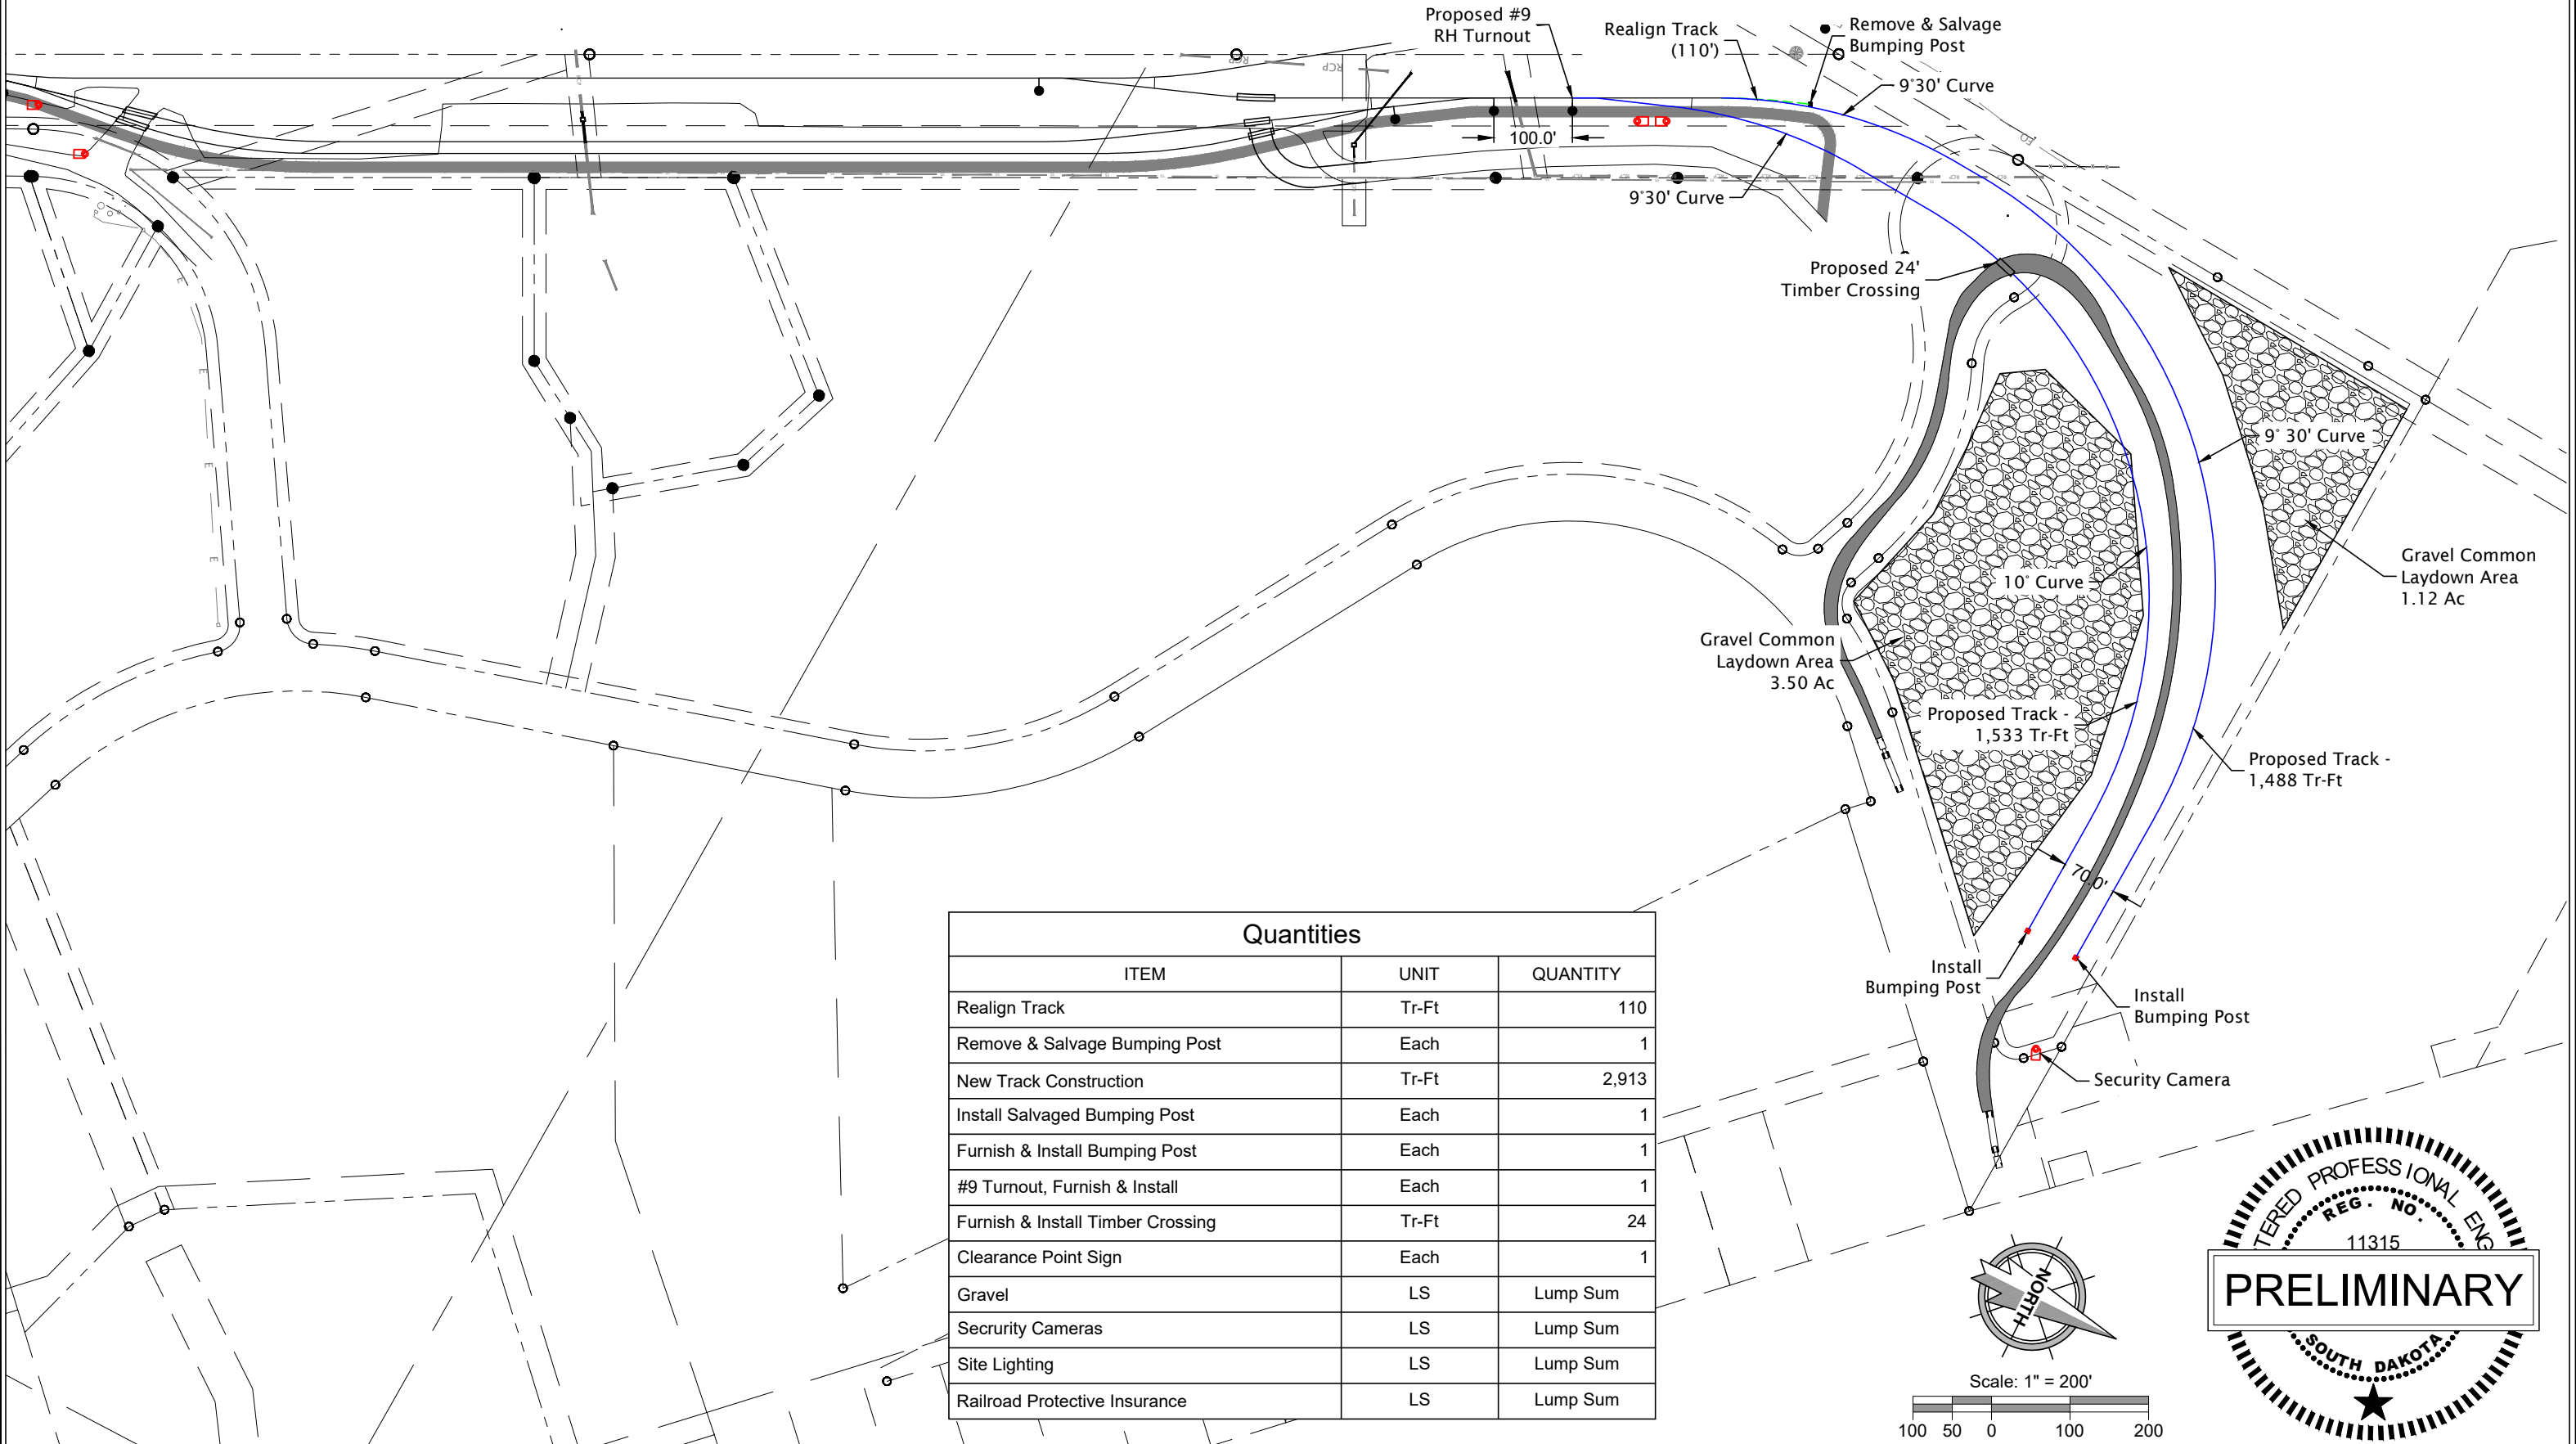 Proposed #9
RH Turnout
Realign Track
(110')
Remove & Salvage
Bumping Post
9°30' Curve
RCP
RCP
100.0'
9°30' Curve
Proposed 24'
Timber Crossing
9° 30' Curve
Gravel Common
Laydown Area
1.12 Ac
10° Curve
Gravel Common
Laydown Area
3.50 Ac
Proposed Track -
1,533 Tr-Ft
Proposed Track -
1,488 Tr-Ft
70.0'
Install
Bumping Post
Install
Bumping Post
Security Camera
E
E
E
E
Quantities
ITEM UNIT QUANTITY
Realign Track Tr-Ft 110
Remove & Salvage Bumping Post Each 1
New Track Construction Tr-Ft 2,913
Install Salvaged Bumping Post Each 1
Furnish & Install Bumping Post Each 1
#9 Turnout, Furnish & Install Each 1
Furnish & Install Timber Crossing Tr-Ft 24
Clearance Point Sign Each 1
Gravel LS Lump Sum
Secrurity Cameras LS Lump Sum
Site Lighting LS Lump Sum
Railroad Protective Insurance LS Lump Sum
NORTH
Scale: 1" = 200'
100 50 0 100 200
TERED PROFESSIONAL ENG
REG. NO.
11315
PRELIMINARY
SOUTH DAKOTA